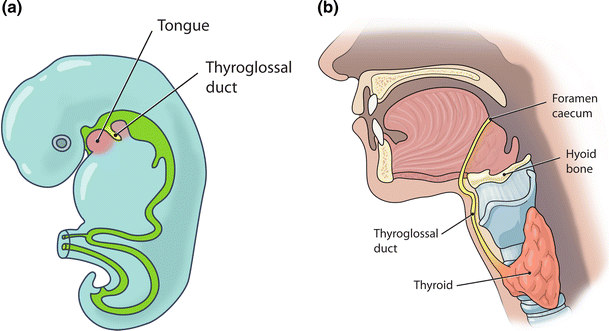 (a)
Tongue
Thyroglossal
duct
(b)
Foramen
caecum
Hyoid
bone
Thyroglossal
duct
Thyroid